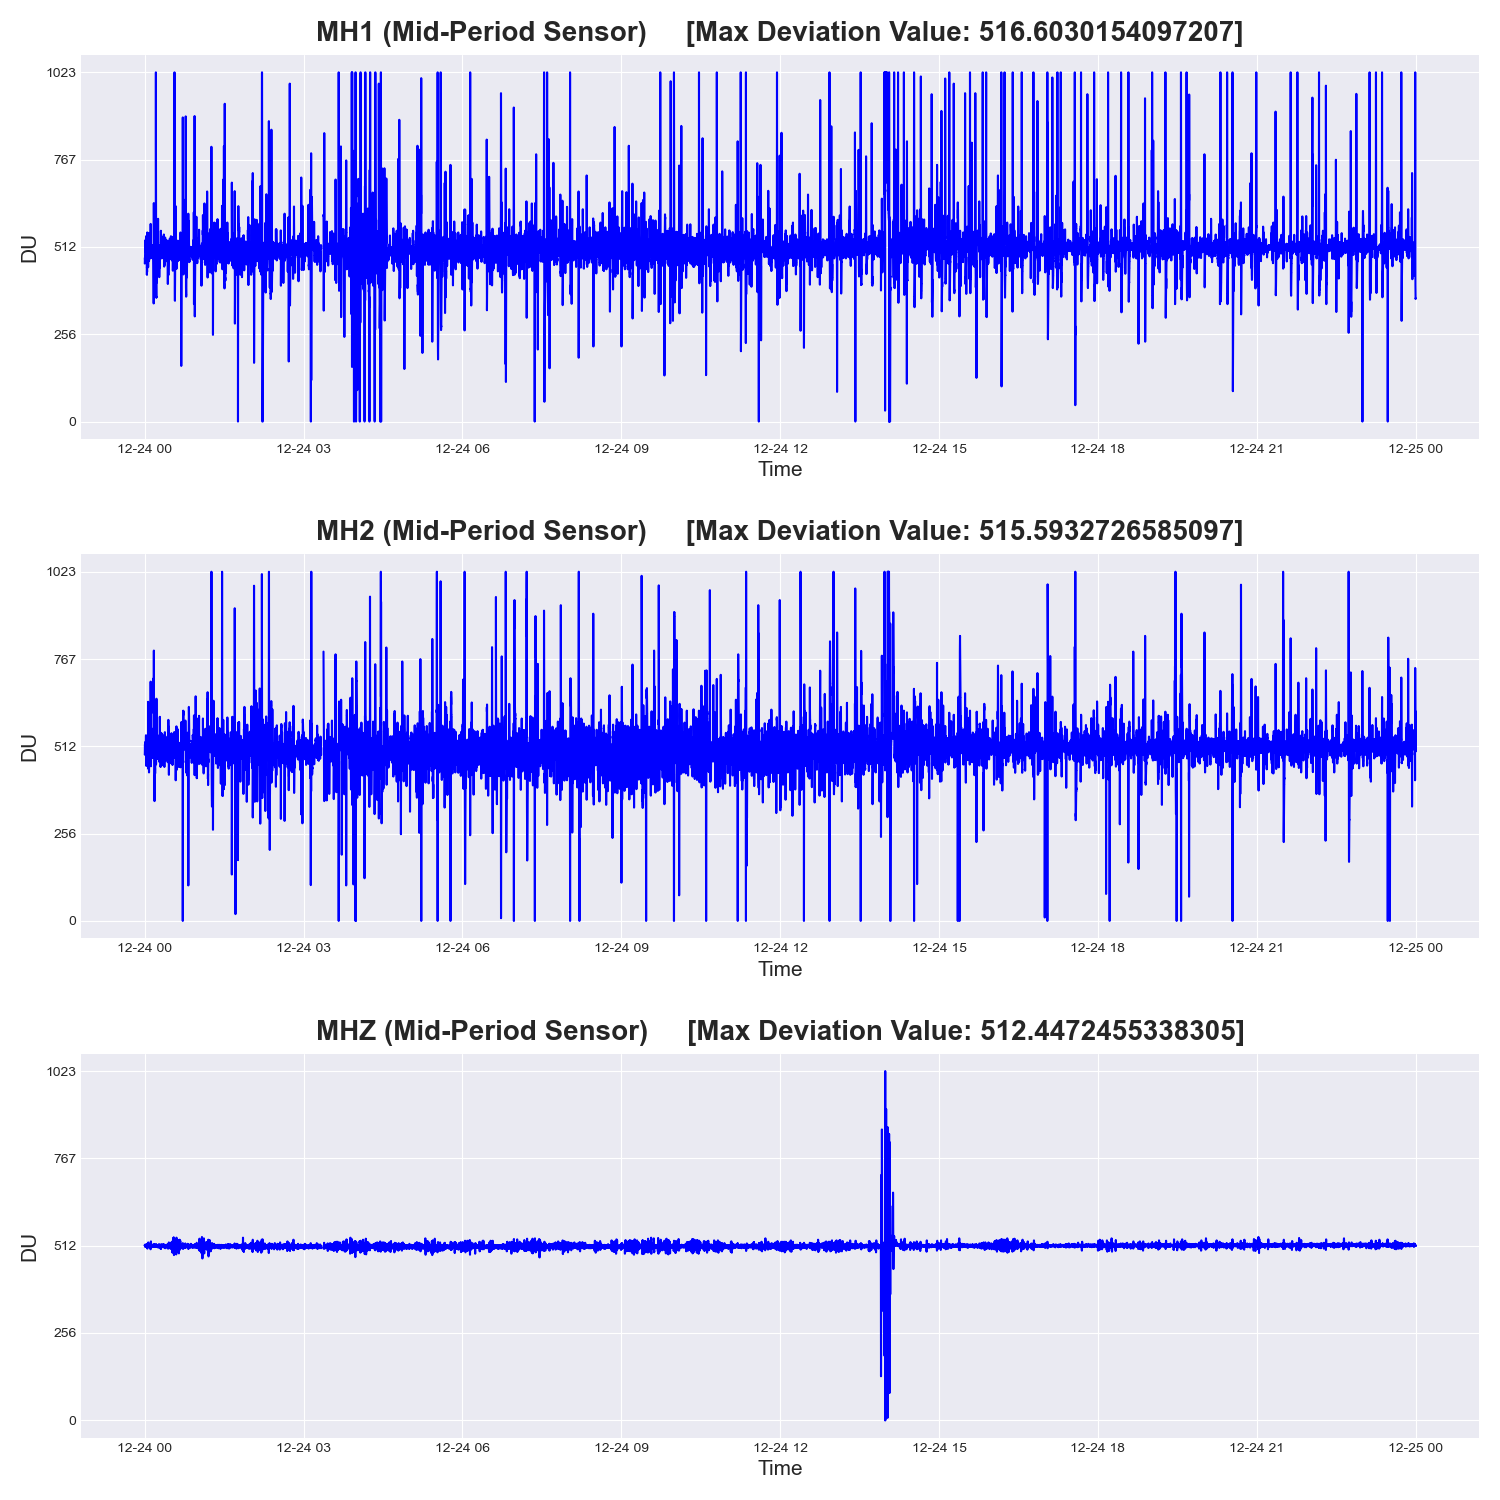 MH1 (Mid-Period Sensor)     [Max Deviation Value: 516.6030154097207]
1023
767
512
256
0
DU
12-24 00 12-24 03 12-24 06 12-24 09 12-24 12 12-24 15 12-24 18 12-24 21 12-25 00
Time
MH2 (Mid-Period Sensor)     [Max Deviation Value: 515.5932726585097]
1023
767
512
256
0
DU
12-24 00 12-24 03 12-24 06 12-24 09 12-24 12 12-24 15 12-24 18 12-24 21 12-25 00
Time
MHZ (Mid-Period Sensor)     [Max Deviation Value: 512.4472455338305]
1023
767
512
256
0
DU
12-24 00 12-24 03 12-24 06 12-24 09 12-24 12 12-24 15 12-24 18 12-24 21 12-25 00
Time